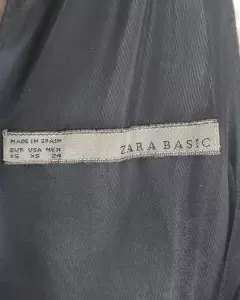 MADE IN SPAIN
EUR USA MEX
XS XS 24
ZARA BASIC